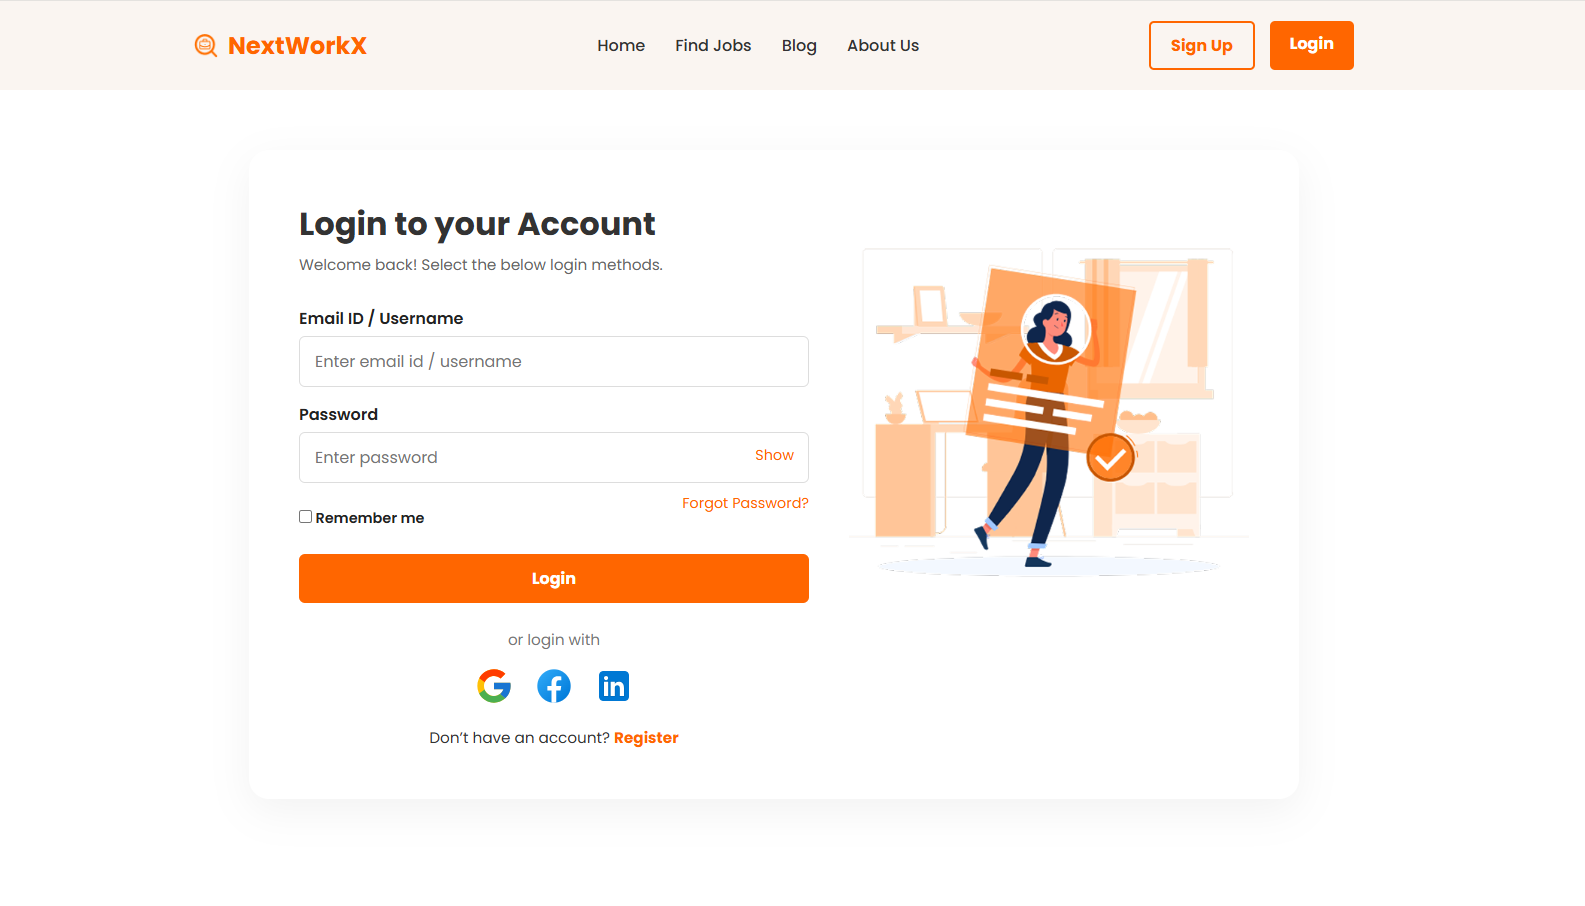 NextWorkX
Home Find Jobs Blog About Us
Sign Up Login
Login to your Account
Welcome back! Select the below login methods.
Email ID / Username
Enter email id / username
Password
Enter password Show
Forgot Password?
Remember me
Login
or login with
Don’t have an account? Register